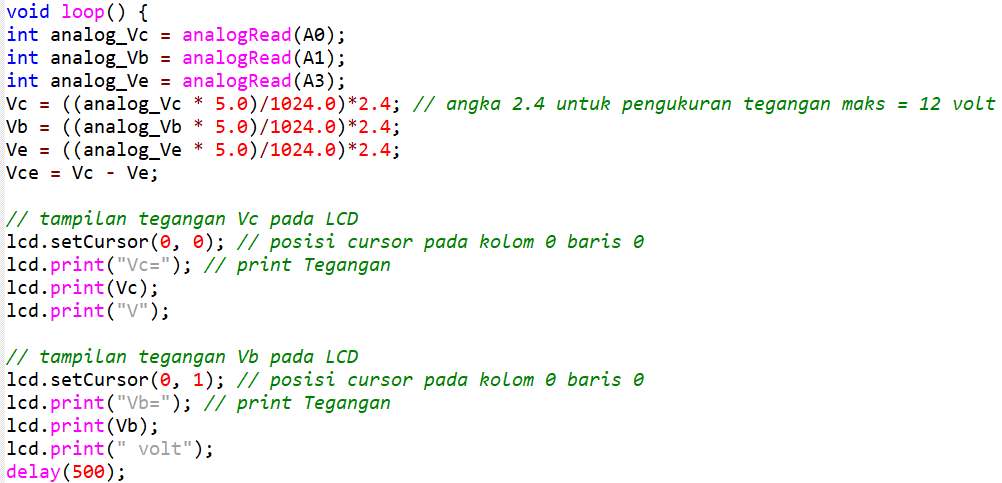 void loop() {
int analog_Vc = analogRead(A0);
int analog_Vb = analogRead(A1);
int analog_Ve = analogRead(A3);
Vc = ((analog_Vc * 5.0)/1024.0)*2.4; // angka 2.4 untuk pengukuran tegangan maks = 12 volt
Vb = ((analog_Vb * 5.0)/1024.0)*2.4;
Ve = ((analog_Ve * 5.0)/1024.0)*2.4;
Vce = Vc - Ve;

// tampilan tegangan Vc pada LCD
lcd.setCursor(0, 0); // posisi cursor pada kolom 0 baris 0
lcd.print("Vc="); // print Tegangan
lcd.print(Vc);
lcd.print("V");

// tampilan tegangan Vb pada LCD
lcd.setCursor(0, 1); // posisi cursor pada kolom 0 baris 0
lcd.print("Vb="); // print Tegangan
lcd.print(Vb);
lcd.print(" volt");
delay(500);